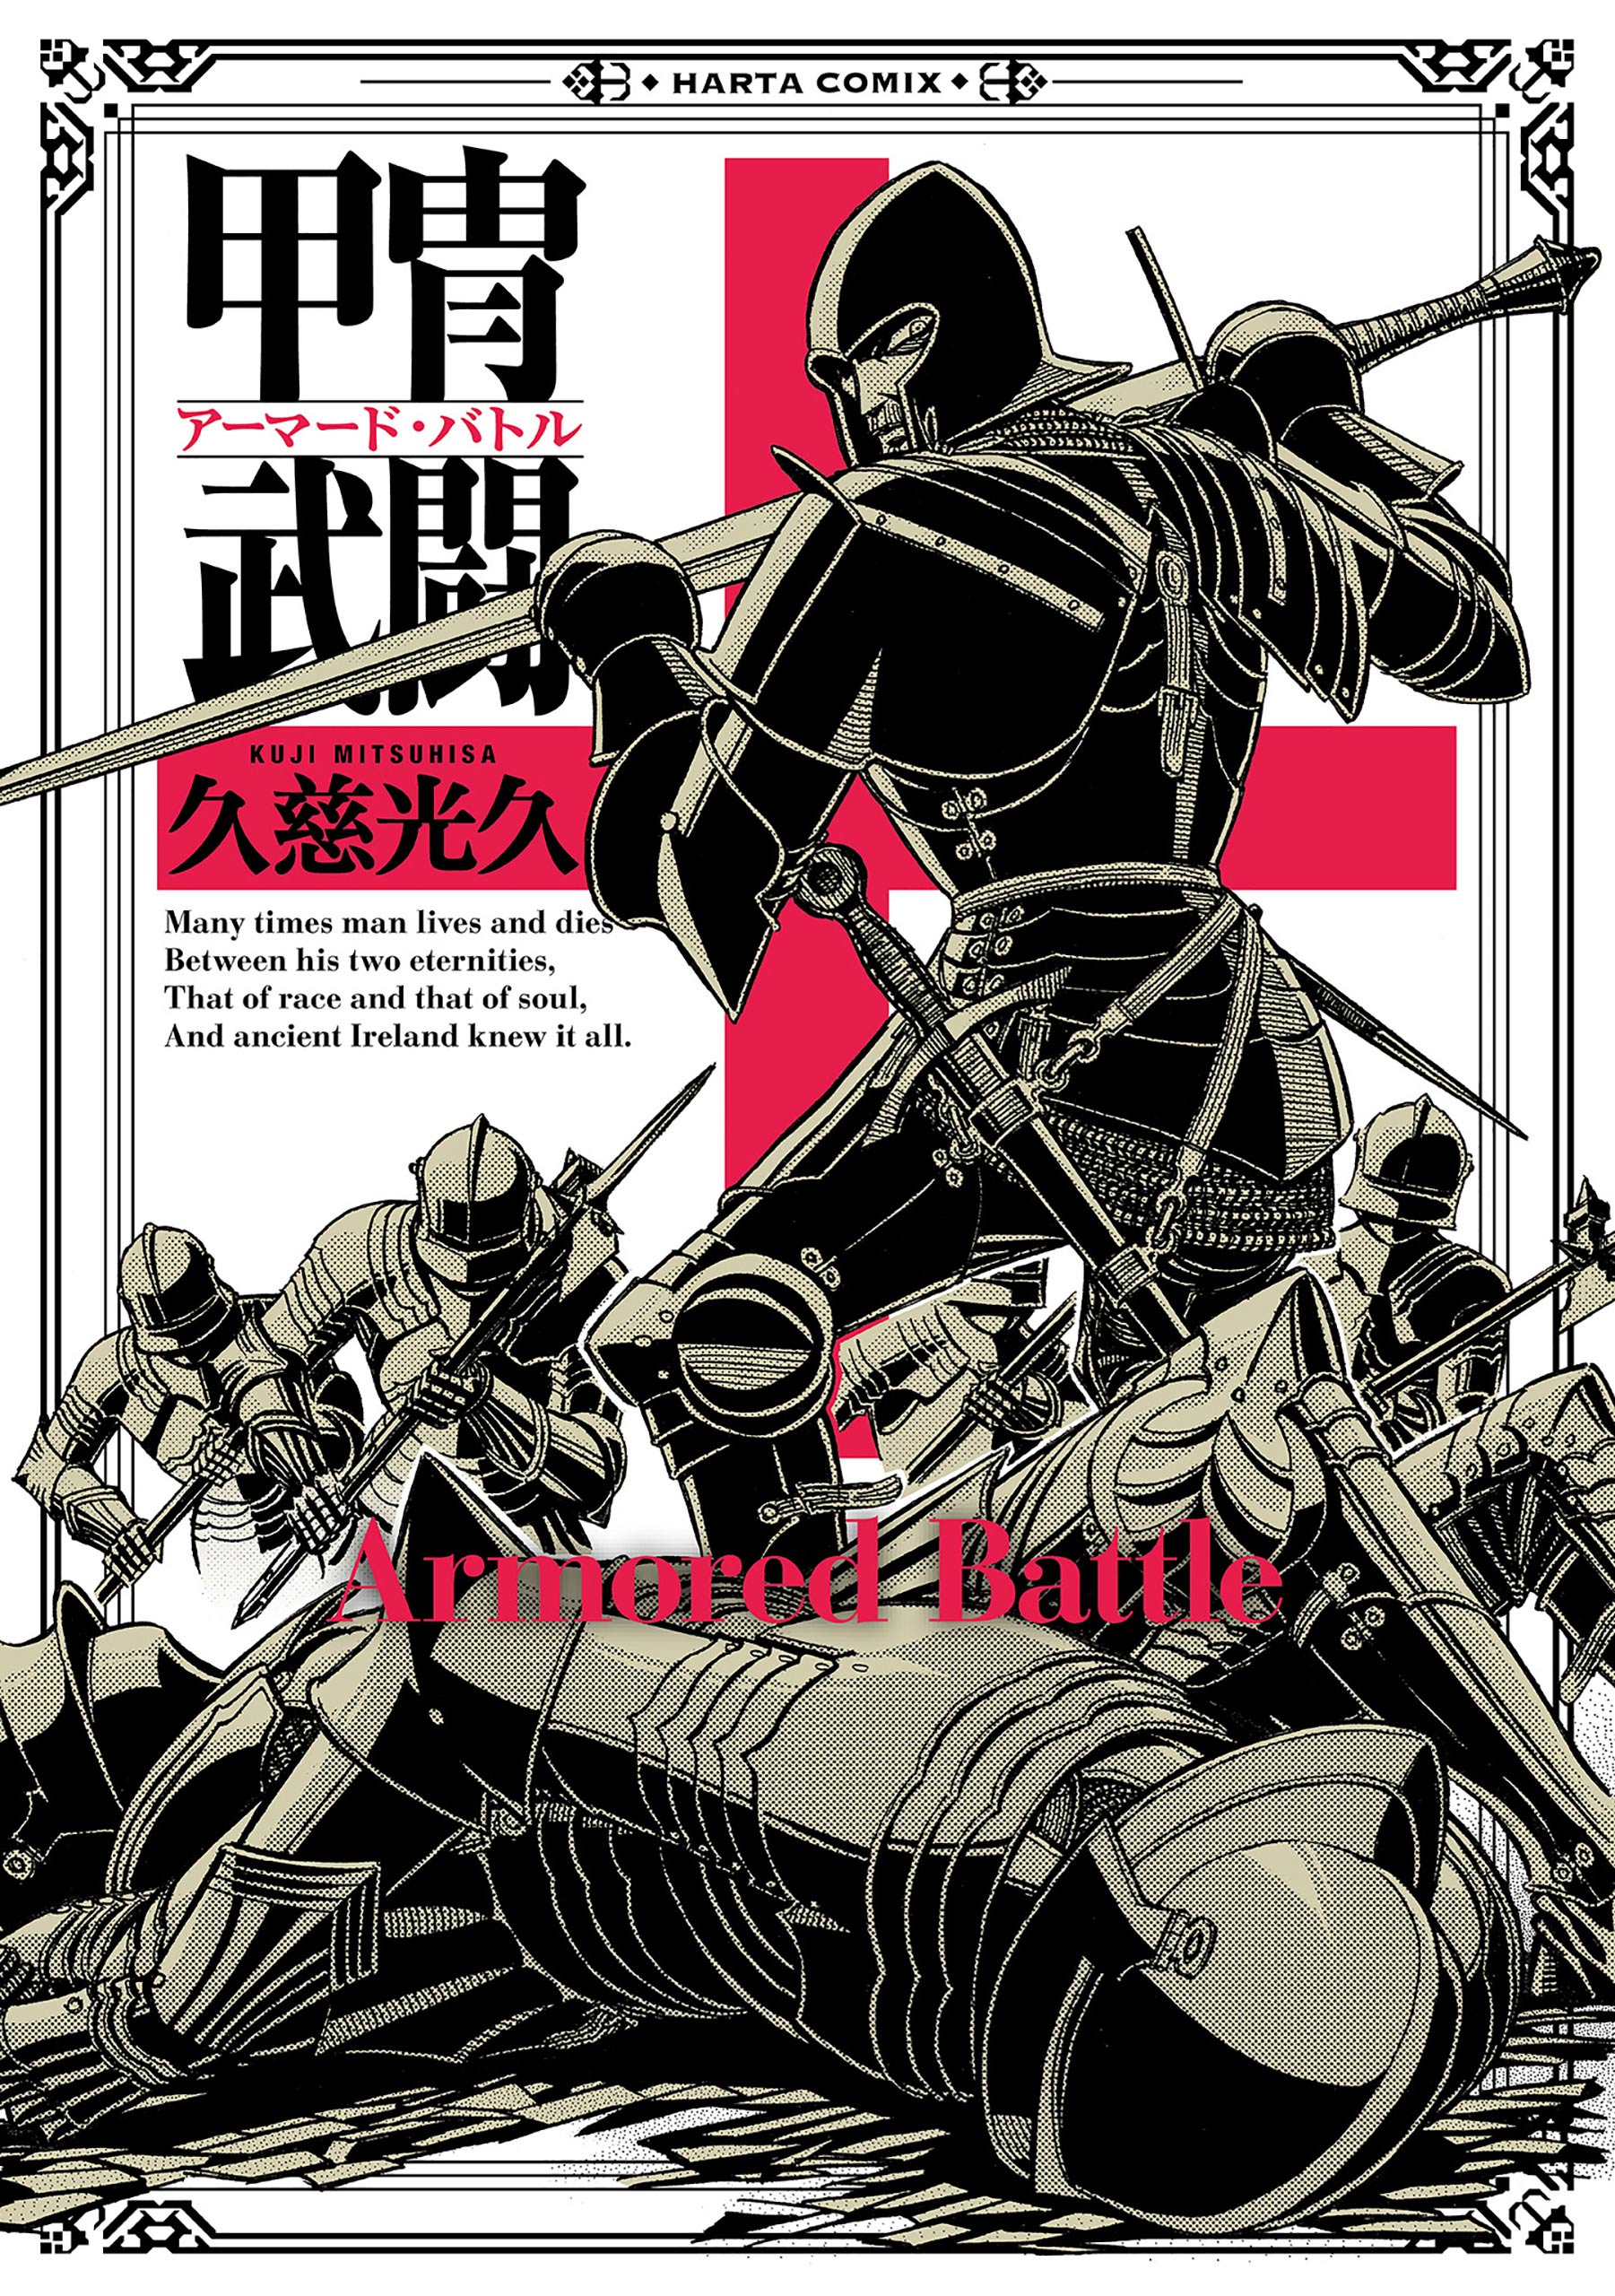 HARTA COMIX
甲冑
アーマード・バトル
武闘
KUJI MITSUHISA
久慈光久
Many times man lives and dies
Between his two eternities,
That of race and that of soul,
And ancient Ireland knew it all.
Armored Battle